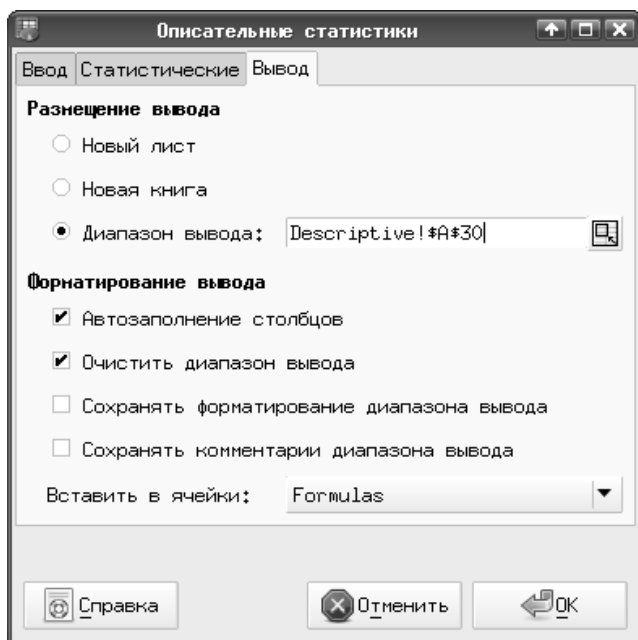 Описательные статистики
Ввод Статистические Вывод
Размещение вывода
Новый лист
Новая книга
Диапазон вывода: Descriptive!$A$30
Форматирование вывода
Автозаполнение столбцов
Очистить диапазон вывода
Сохранять форматирование диапазона вывода
Сохранять комментарии диапазона вывода
Вставить в ячейки: Formulas
Справка Отменить OK